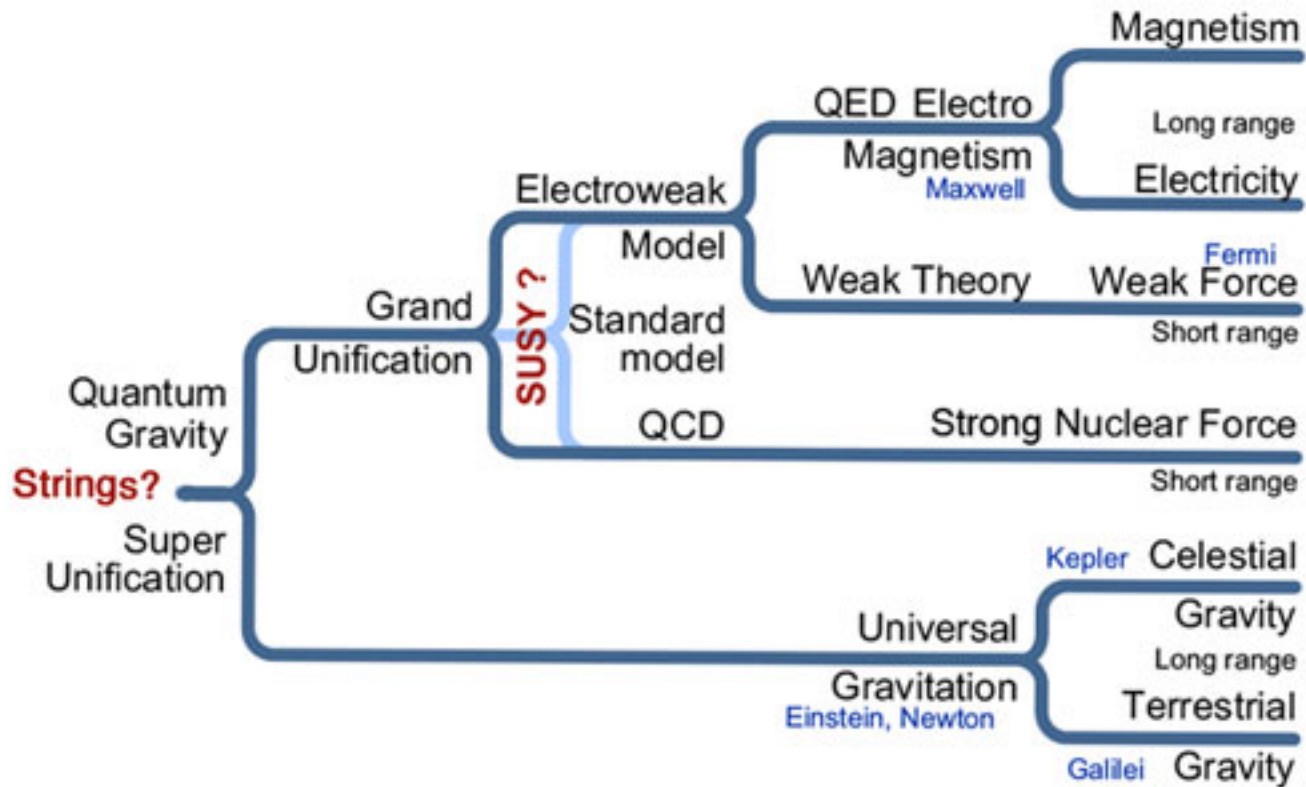 Magnetism
QED Electro
Long range
Magnetism
Maxwell
Electricity
Electroweak
Model
Fermi
Weak Theory
Weak Force
Short range
Grand
Unification
SUSY ?
Standard
model
QCD
Strong Nuclear Force
Short range
Quantum
Gravity
Strings?
Super
Unification
Kepler
Celestial
Gravity
Universal
Gravitation
Einstein, Newton
Long range
Terrestrial
Galilei
Gravity